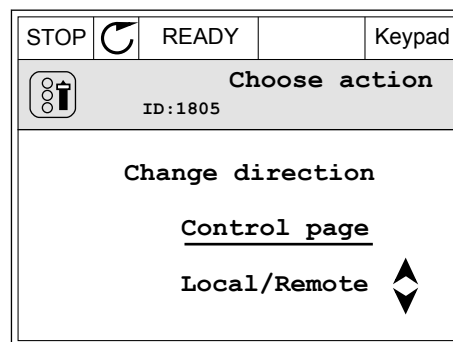 STOP READY Keypad
Choose action
ID:1805
Change direction
Control page
Local/Remote